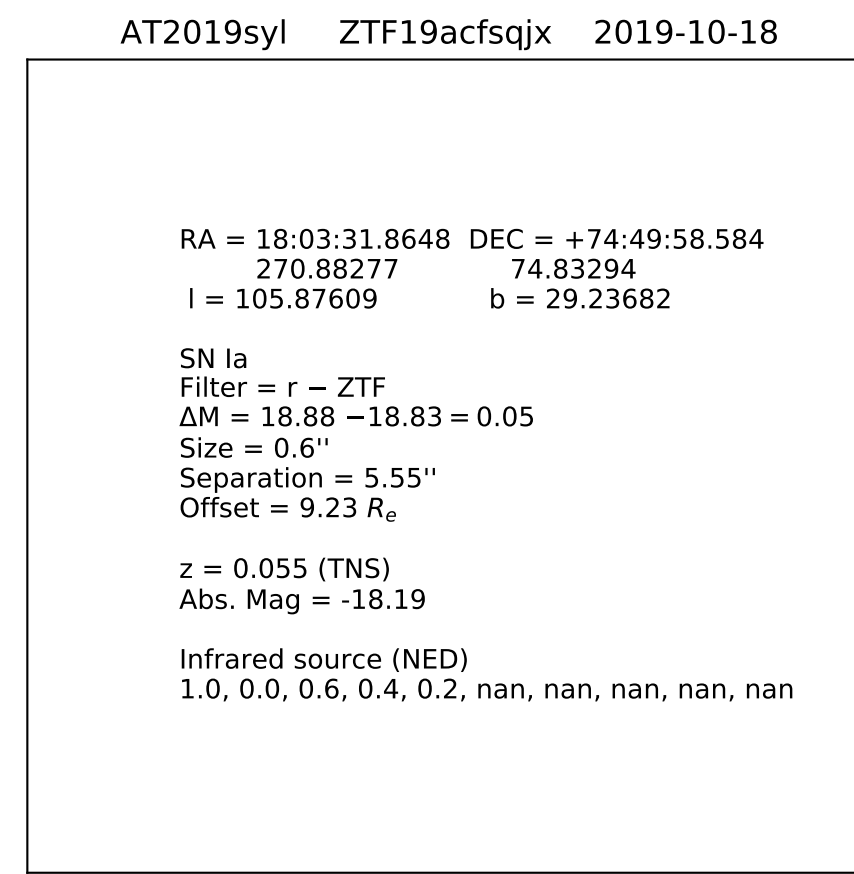 AT2019syl ZTF19acfsqjx 2019-10-18
RA = 18:03:31.8648 DEC = +74:49:58.584
270.88277 74.83294
l = 105.87609 b = 29.23682
SN Ia
Filter = r − ZTF
ΔM = 18.88 −18.83 = 0.05
Size = 0.6''
Separation = 5.55''
Offset = 9.23 Rₑ
z = 0.055 (TNS)
Abs. Mag = -18.19
Infrared source (NED)
1.0, 0.0, 0.6, 0.4, 0.2, nan, nan, nan, nan, nan